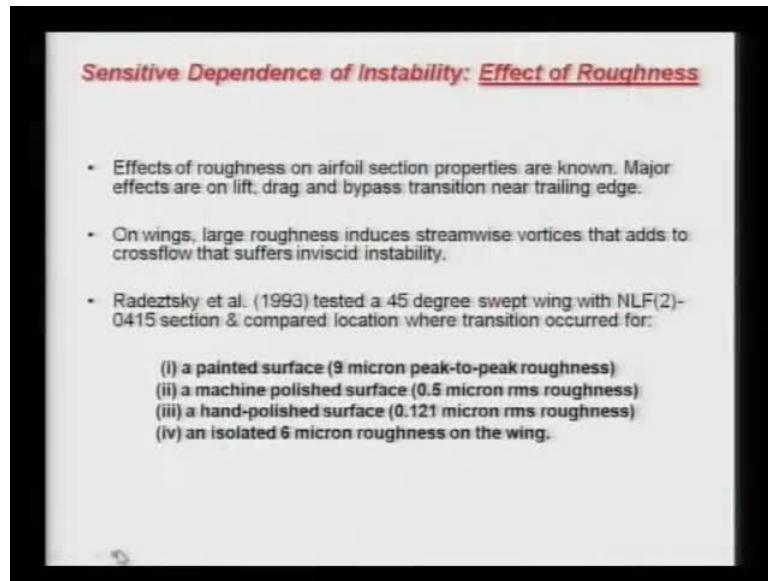 Sensitive Dependence of Instability: Effect of Roughness
• Effects of roughness on airfoil section properties are known. Major
effects are on lift, drag and bypass transition near trailing edge.
• On wings, large roughness induces streamwise vortices that adds to
crossflow that suffers inviscid instability.
• Radeztsky et al. (1993) tested a 45 degree swept wing with NLF(2)-
0415 section & compared location where transition occurred for:
(i) a painted surface (9 micron peak-to-peak roughness)
(ii) a machine polished surface (0.5 micron rms roughness)
(iii) a hand-polished surface (0.121 micron rms roughness)
(iv) an isolated 6 micron roughness on the wing.